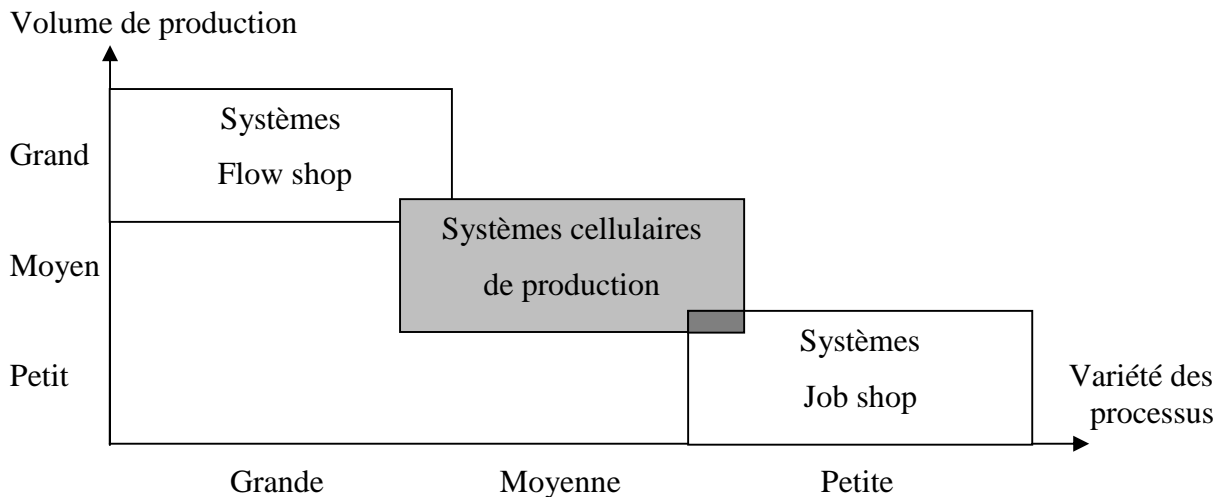 Volume de production
Systèmes
Flow shop
Grand
Systèmes cellulaires
de production
Moyen
Systèmes
Job shop
Petit
Variété des
processus
Grande
Moyenne
Petite